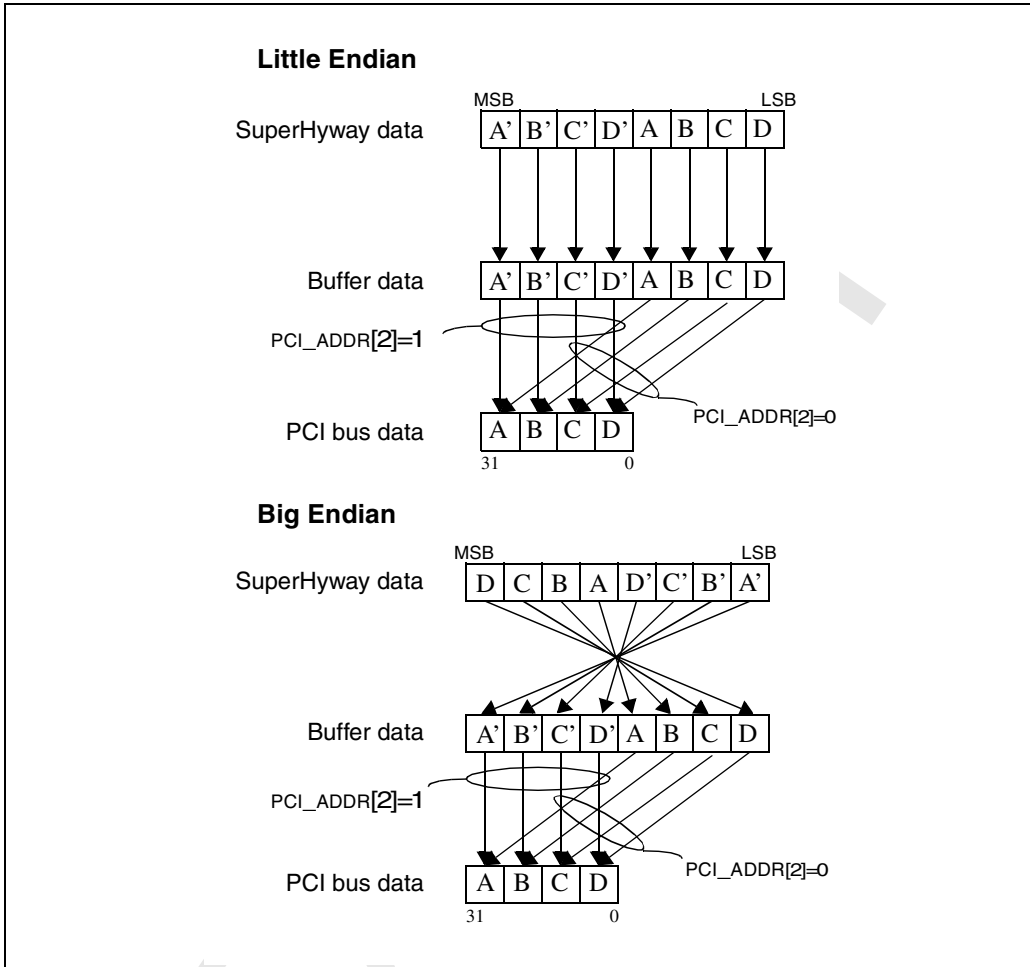 Little Endian
MSB LSB
SuperHyway data A' B' C' D' A B C D
Buffer data A' B' C' D' A B C D
PCI_ADDR[2]=1
PCI_ADDR[2]=0
PCI bus data A B C D
31 0
Big Endian
MSB LSB
SuperHyway data D C B A D' C' B' A'
Buffer data A' B' C' D' A B C D
PCI_ADDR[2]=1
PCI_ADDR[2]=0
PCI bus data A B C D
31 0